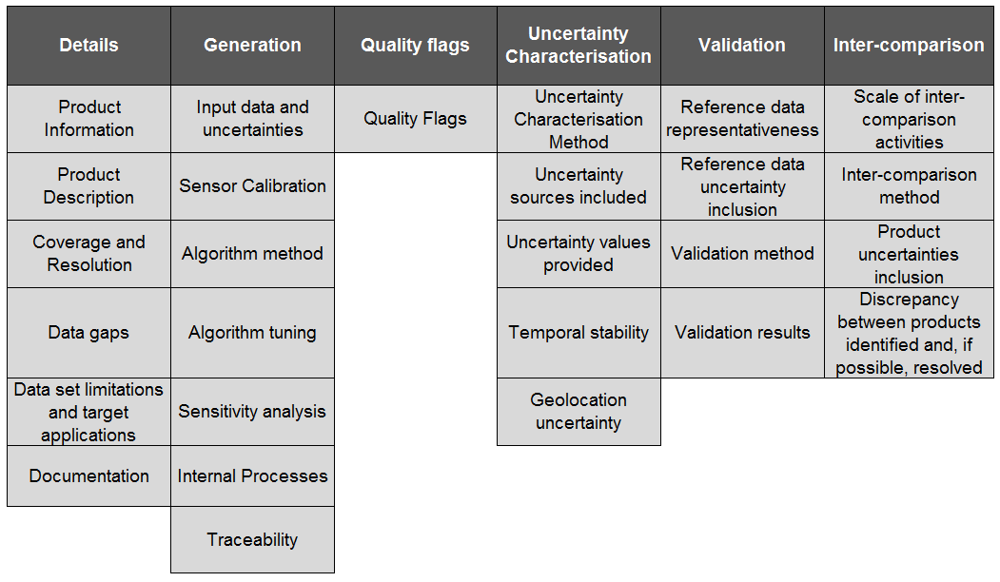 Details
Generation
Quality flags
Uncertainty
Characterisation
Validation
Inter-comparison
Product
Information
Input data and
uncertainties
Quality Flags
Uncertainty
Characterisation
Method
Reference data
representativeness
Scale of inter-
comparison
activities
Product
Description
Sensor Calibration
Uncertainty
sources included
Reference data
uncertainty
inclusion
Inter-comparison
method
Coverage and
Resolution
Algorithm method
Uncertainty values
provided
Validation method
Product
uncertainties
inclusion
Data gaps
Algorithm tuning
Temporal stability
Validation results
Discrepancy
between products
identified and, if
possible, resolved
Data set limitations
and target
applications
Sensitivity analysis
Geolocation
uncertainty
Documentation
Internal Processes
Traceability